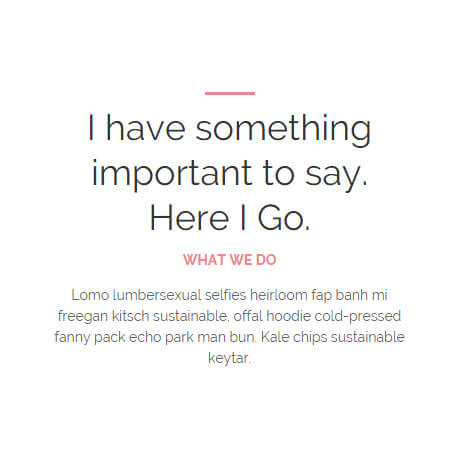 I have something
important to say.
Here I Go.
WHAT WE DO
Lomo lumbersexual selfies heirloom fap banh mi
freegan kitsch sustainable, offal hoodie cold-pressed
fanny pack echo park man bun. Kale chips sustainable
keytar.